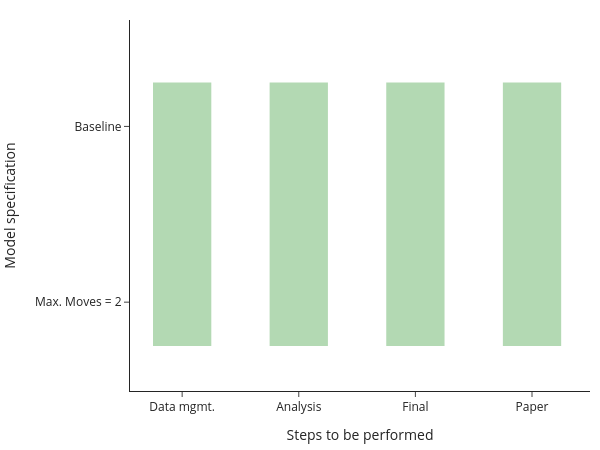 Model specification
Baseline
Max. Moves = 2
Data mgmt.
Analysis
Final
Paper
Steps to be performed